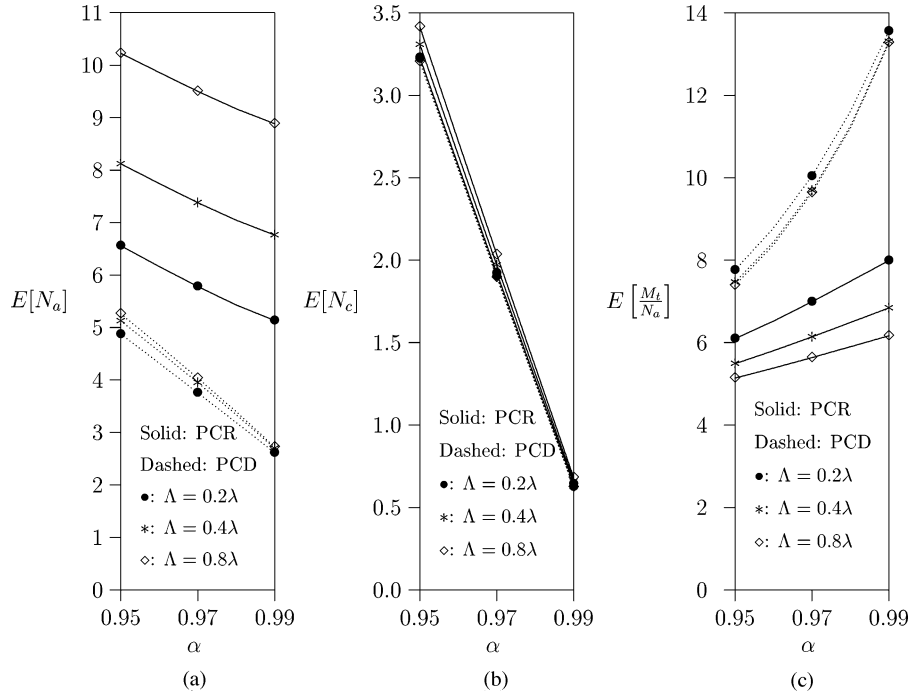 11
10
9
8
7
6
5
4
3
2
1
0
E[N_a]
Solid: PCR
Dashed: PCD
●: Λ = 0.2λ
*: Λ = 0.4λ
◇: Λ = 0.8λ
0.95 0.97 0.99
α
(a)
3.5
3.0
2.5
2.0
1.5
1.0
0.5
0.0
E[N_c]
Solid: PCR
Dashed: PCD
●: Λ = 0.2λ
*: Λ = 0.4λ
◇: Λ = 0.8λ
0.95 0.97 0.99
α
(b)
14
12
10
8
6
4
2
0
E[M_t/N_a]
Solid: PCR
Dashed: PCD
●: Λ = 0.2λ
*: Λ = 0.4λ
◇: Λ = 0.8λ
0.95 0.97 0.99
α
(c)